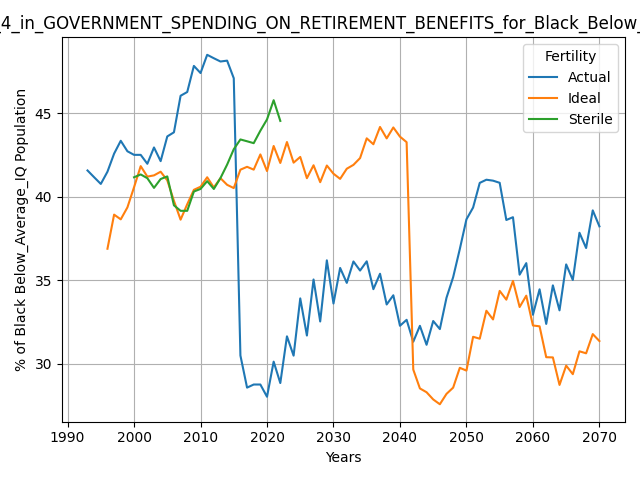 _4_in_GOVERNMENT_SPENDING_ON_RETIREMENT_BENEFITS_for_Black_Below_
Fertility
Actual
Ideal
Sterile
% of Black Below_Average_IQ Population
45
40
35
30
1990 2000 2010 2020 2030 2040 2050 2060 2070
Years